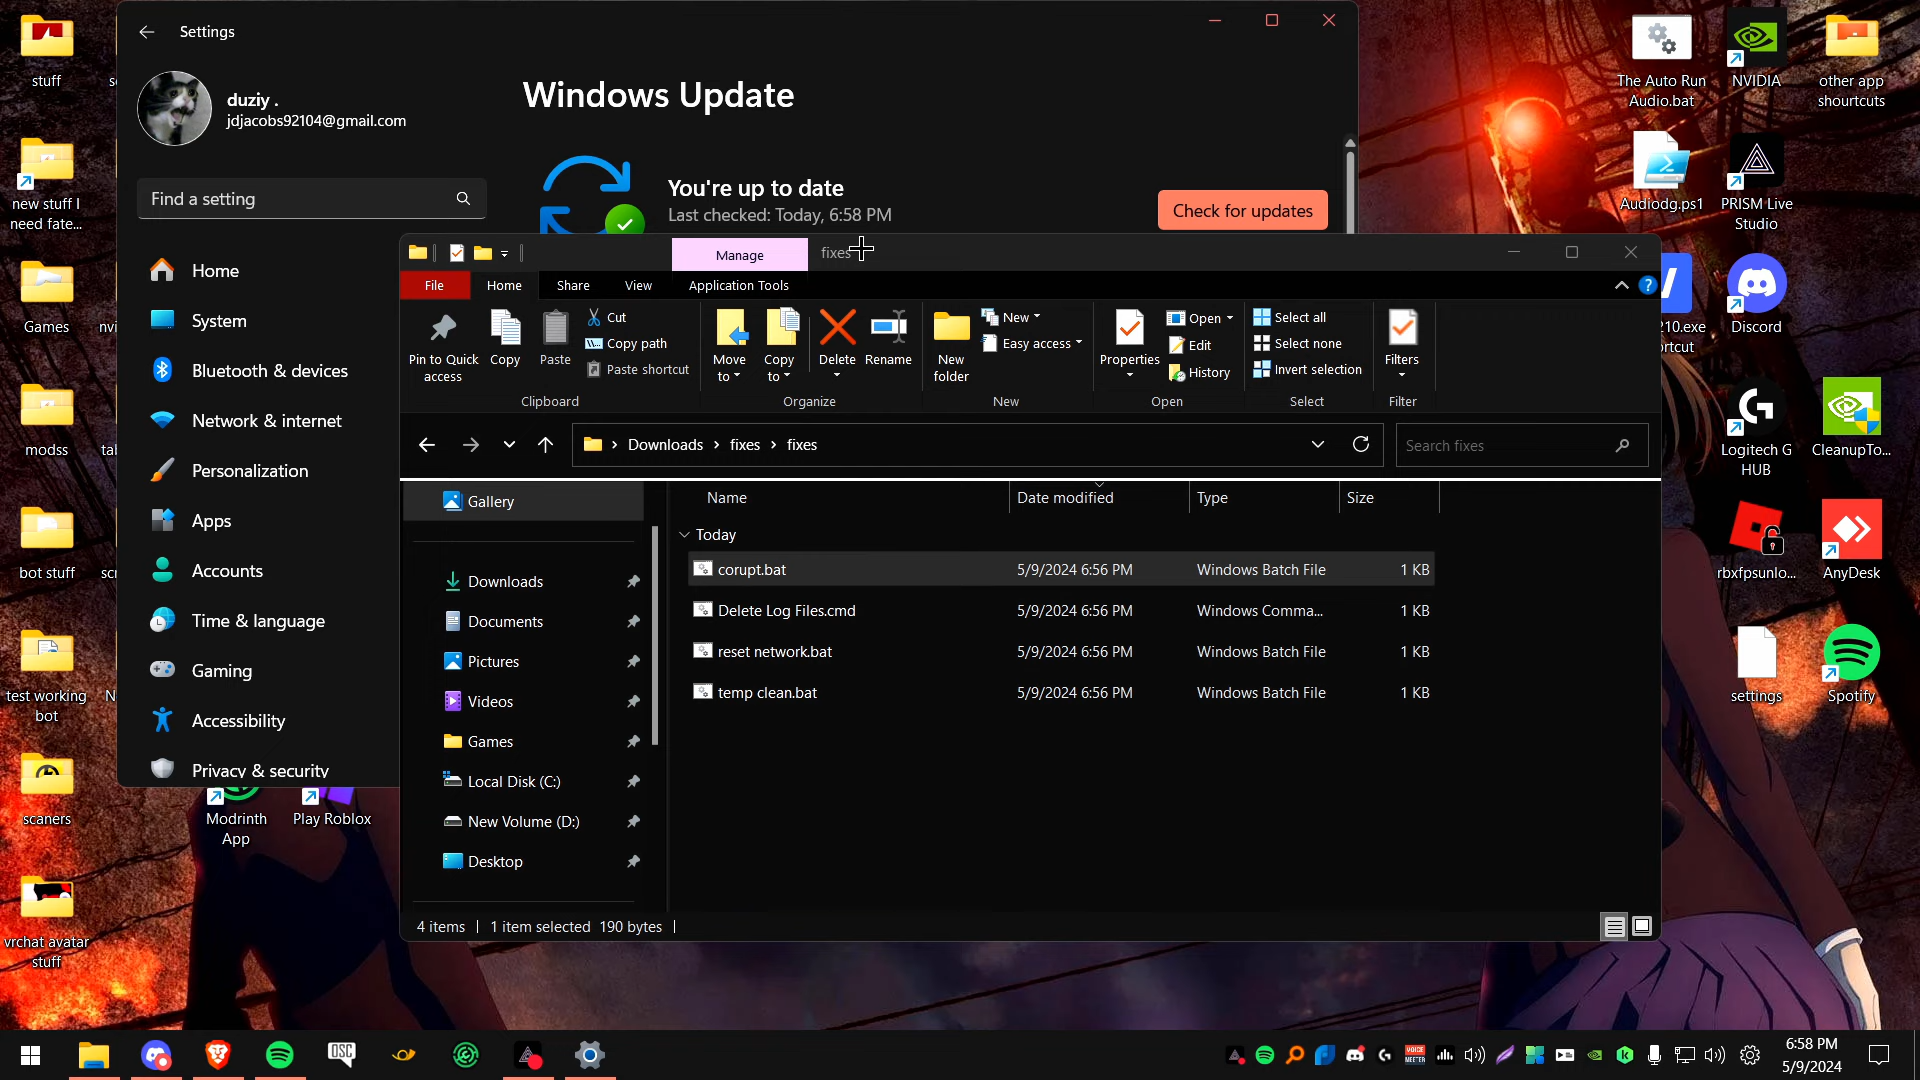 stuff
new stuff I
need fate...
Games
modss
bot stuff
test working
bot
scaners
vrchat avatar
stuff
Settings
duziy .
jdjacobs92104@gmail.com
Find a setting
Home
System
Bluetooth & devices
Network & internet
Personalization
Apps
Accounts
Time & language
Gaming
Accessibility
Privacy & security
Windows Update
You're up to date
Last checked: Today, 6:58 PM
Check for updates
Modrinth
App
Play Roblox
Manage
fixes
File
Home
Share
View
Application Tools
Pin to Quick
access
Copy
Paste
Cut
Copy path
Paste shortcut
Clipboard
Move
to
Copy
to
Delete
Rename
Organize
New
folder
New
Easy access
New
Properties
Open
Edit
History
Open
Select all
Select none
Invert selection
Select
Filters
Filter
Downloads > fixes > fixes
Search fixes
Gallery
Downloads
Documents
Pictures
Videos
Games
Local Disk (C:)
New Volume (D:)
Desktop
Name Date modified Type Size
Today
corupt.bat 5/9/2024 6:56 PM Windows Batch File 1 KB
Delete Log Files.cmd 5/9/2024 6:56 PM Windows Comma... 1 KB
reset network.bat 5/9/2024 6:56 PM Windows Batch File 1 KB
temp clean.bat 5/9/2024 6:56 PM Windows Batch File 1 KB
4 items 1 item selected 190 bytes
The Auto Run
Audio.bat
NVIDIA
other app
shourtcuts
Audiodg.ps1
PRISM Live
Studio
10.exe
Discord
Logitech G
HUB
CleanupTo...
rbxfpsunlo...
AnyDesk
settings
Spotify
OSC
VOICE
MEETER
6:58 PM
5/9/2024